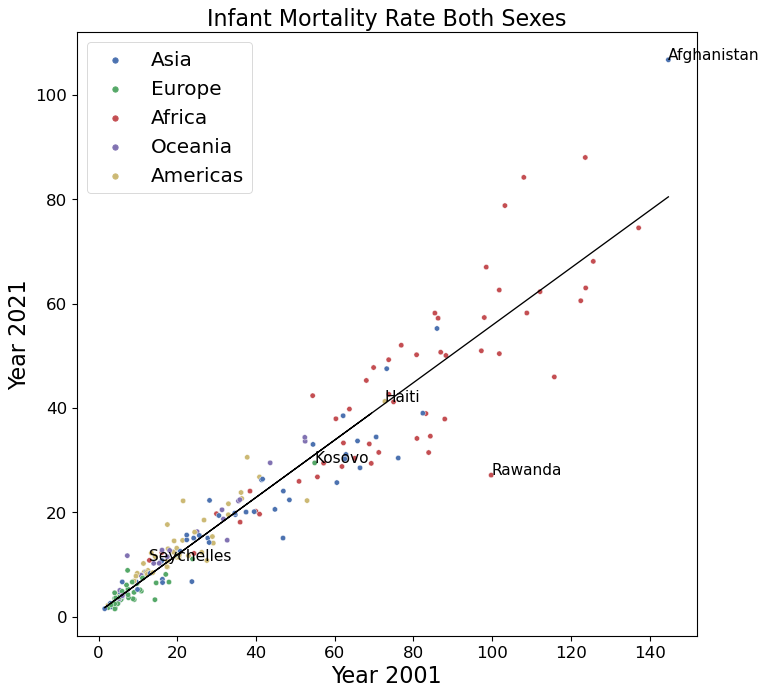 Infant Mortality Rate Both Sexes
Asia
Europe
Africa
Oceania
Americas
Afghanistan
Haiti
Kosovo
Rawanda
Seychelles
100
80
60
40
20
0
Year 2021
0 20 40 60 80 100 120 140
Year 2001